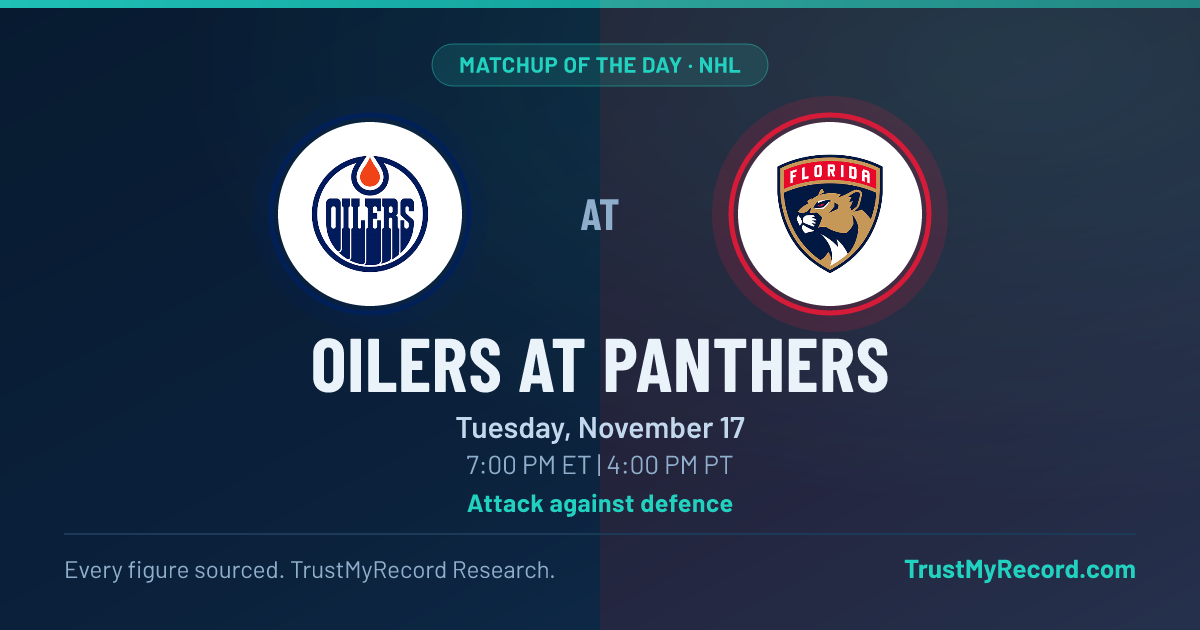 MATCHUP OF THE DAY · NHL
OILERS
AT
FLORIDA
OILERS AT PANTHERS
Tuesday, November 17
7:00 PM ET | 4:00 PM PT
Attack against defence
Every figure sourced. TrustMyRecord Research.
TrustMyRecord.com